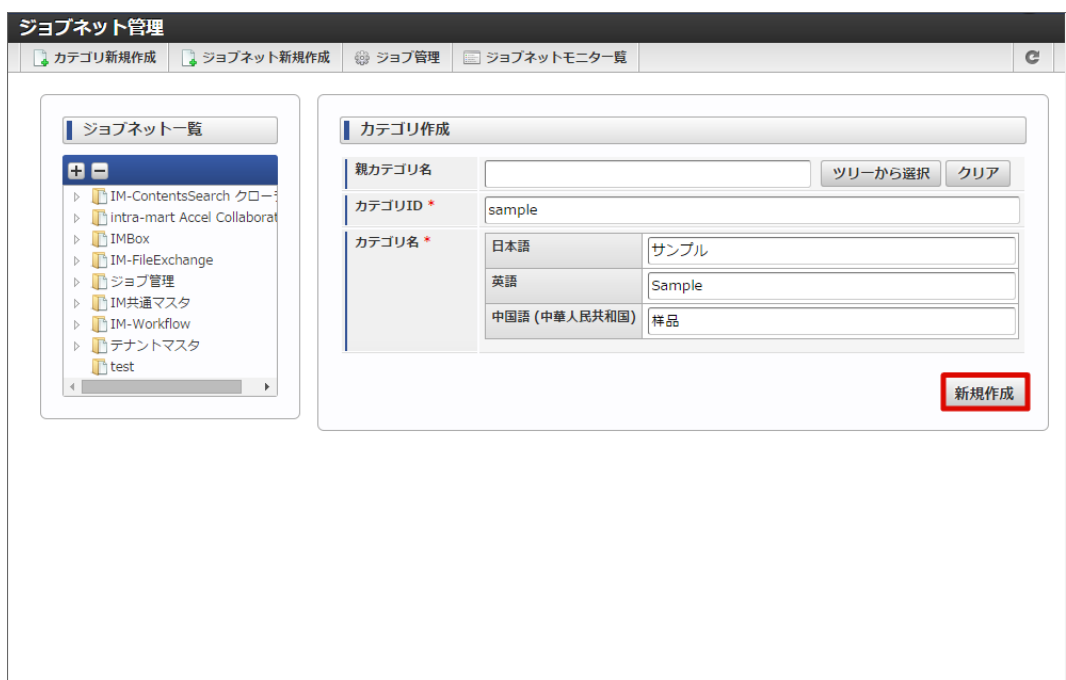 ジョブネット管理
カテゴリ新規作成 ジョブネット新規作成 ジョブ管理 ジョブネットモニタ一覧
ジョブネット一覧
IM-ContentsSearch クロー
intra-mart Accel Collaborat
IMBox
IM-FileExchange
ジョブ管理
IM共通マスタ
IM-Workflow
テナントマスタ
test
カテゴリ作成
親カテゴリ名 ツリーから選択 クリア
カテゴリID * sample
カテゴリ名 * 日本語 サンプル
英語 Sample
中国語 (中華人民共和国) 样品
新規作成